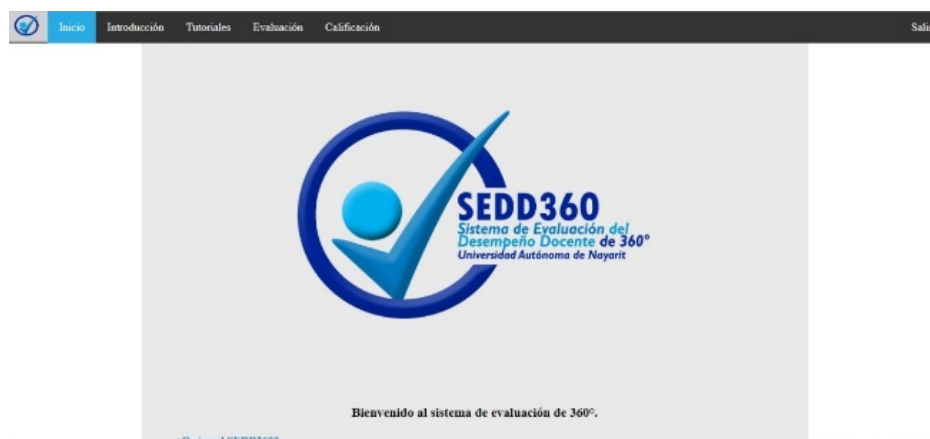 Inicio Introducción Tutoriales Evaluación Calificación
SEDD360
Sistema de Evaluación del
Desempeño Docente de 360°
Universidad Autónoma de Nayarit
Bienvenido al sistema de evaluación de 360°.